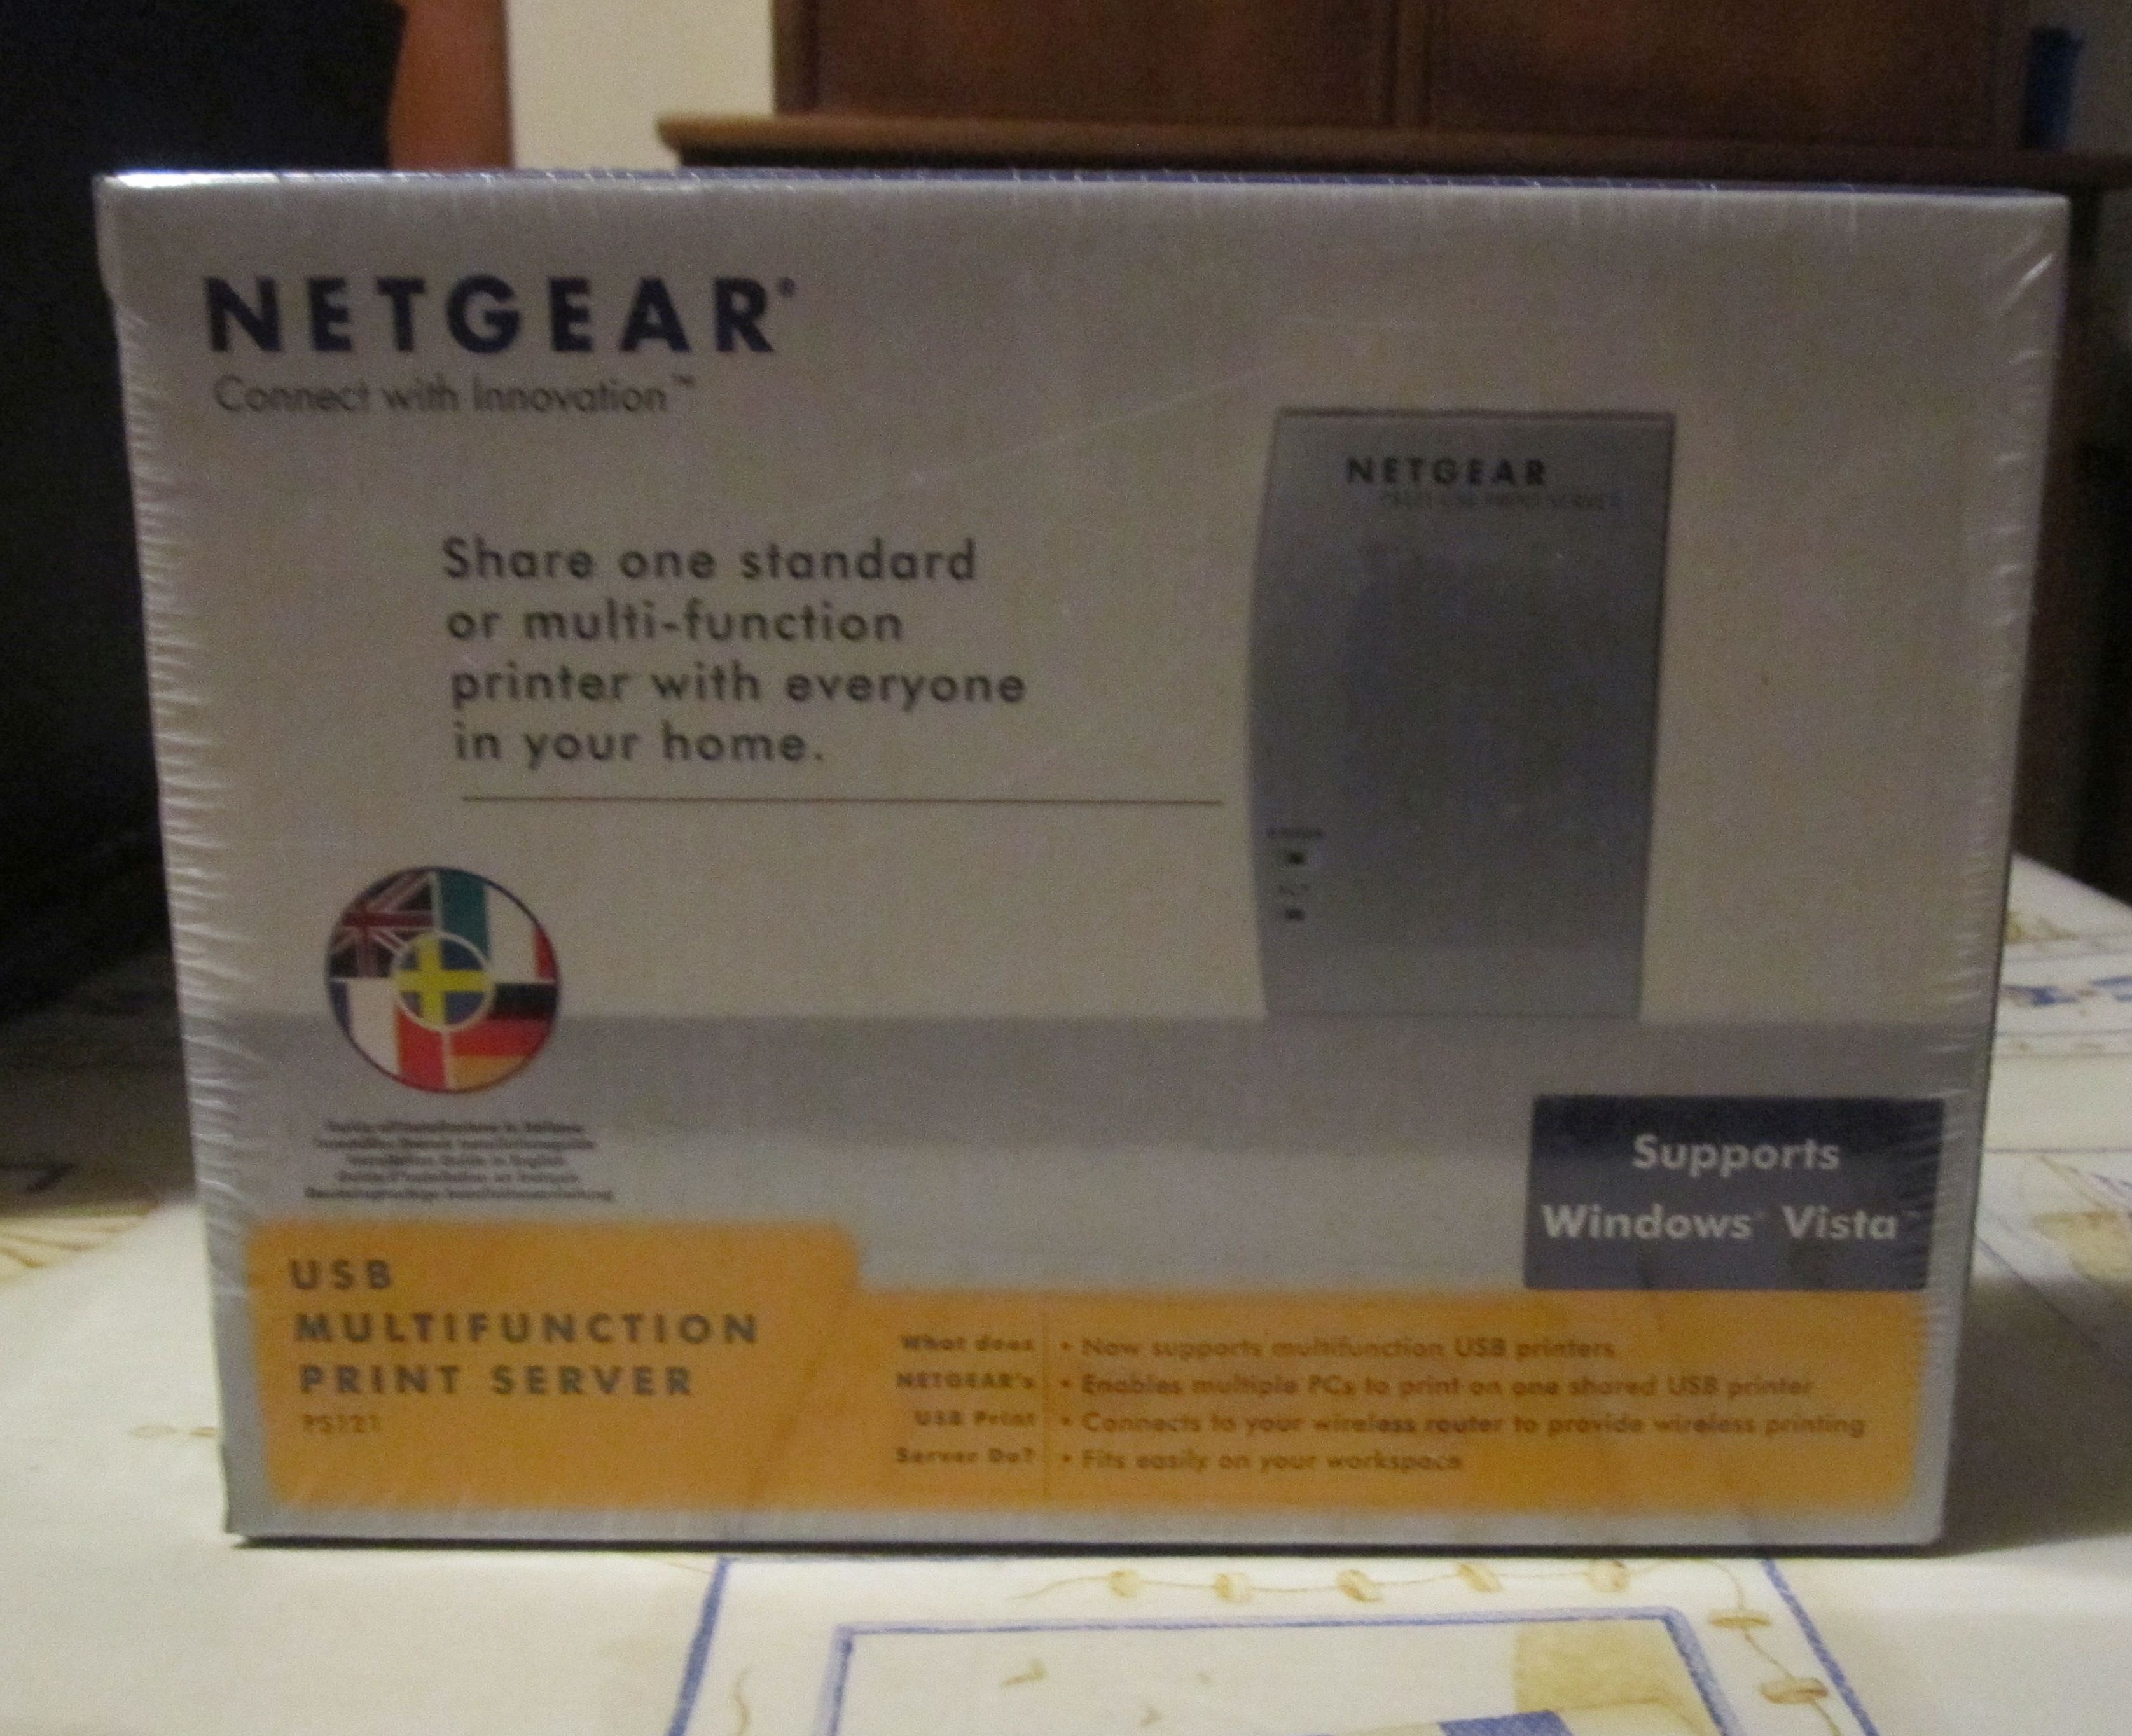 NETGEAR®
Connect with Innovation™
NETGEAR
PRINT SERVER
Share one standard
or multi-function
printer with everyone
in your home.
Supports
Windows® Vista™
USB
MULTIFUNCTION
PRINT SERVER
PS121
What does
NETGEAR's
USB Print
Server Do?
• Now supports multifunction USB printers
• Enables multiple PCs to print on one shared USB printer
• Connects to your wireless router to provide wireless printing
• Fits easily on your workspace